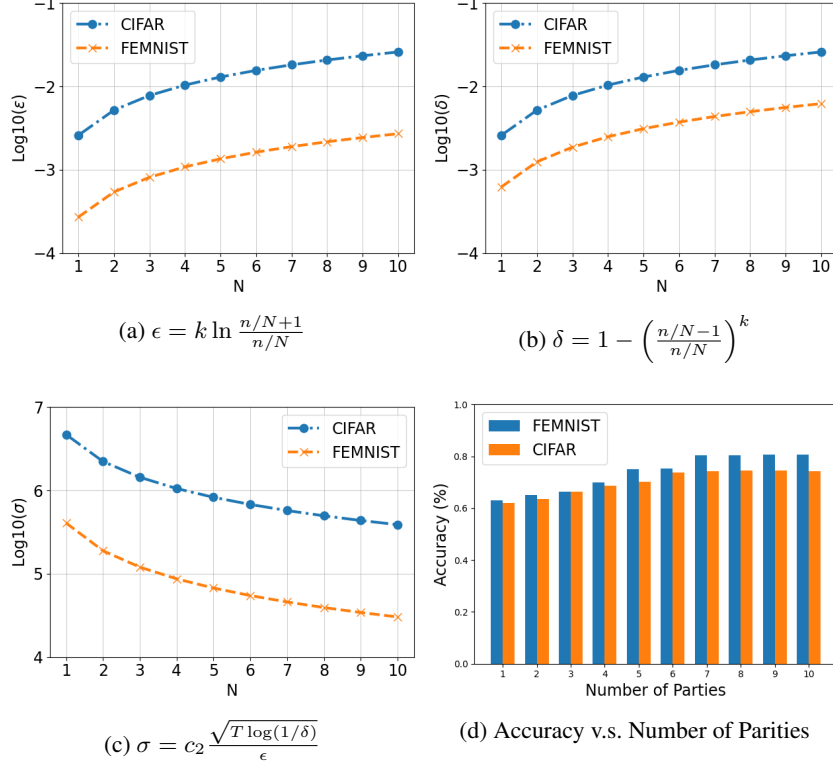 −1
−2
−3
−4
Log10(ϵ)
CIFAR
FEMNIST
1 2 3 4 5 6 7 8 9 10
N
(a) ϵ = k ln (n/N+1)/(n/N)
−1
−2
−3
−4
Log10(δ)
CIFAR
FEMNIST
1 2 3 4 5 6 7 8 9 10
N
(b) δ = 1 − ((n/N−1)/(n/N))^k
7
6
5
4
Log10(σ)
CIFAR
FEMNIST
1 2 3 4 5 6 7 8 9 10
N
(c) σ = c₂ √(T log(1/δ))/ϵ
1.0
0.8
0.6
0.4
0.2
0.0
Accuracy (%)
FEMNIST
CIFAR
1 2 3 4 5 6 7 8 9 10
Number of Parties
(d) Accuracy v.s. Number of Parities